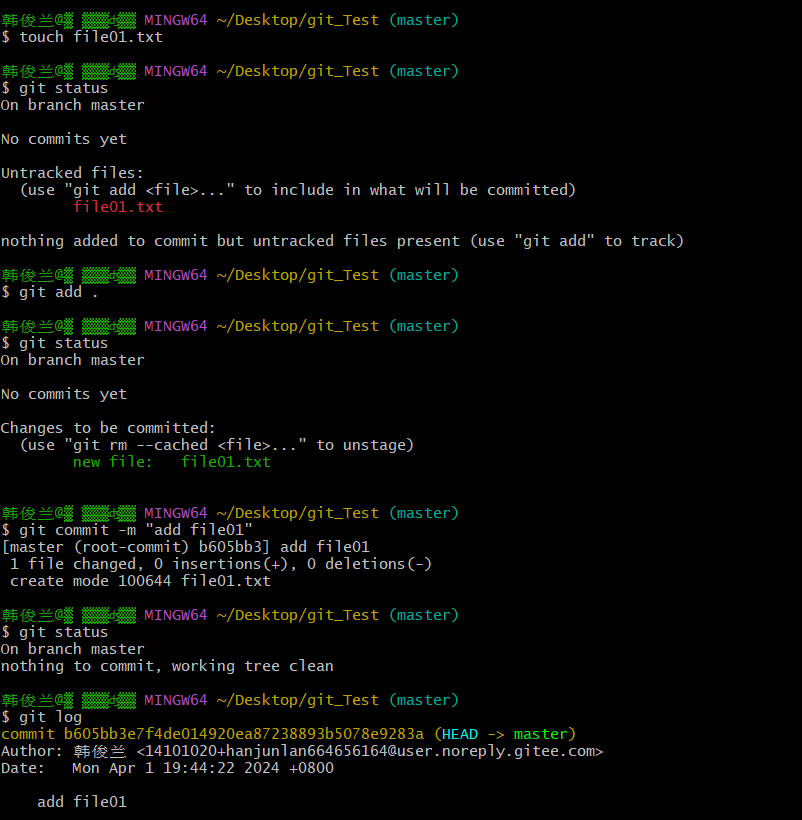 韩俊兰@ MINGW64 ~/Desktop/git_Test (master)
$ touch file01.txt
韩俊兰@ MINGW64 ~/Desktop/git_Test (master)
$ git status
On branch master
No commits yet
Untracked files:
(use "git add <file>..." to include in what will be committed)
file01.txt
nothing added to commit but untracked files present (use "git add" to track)
韩俊兰@ MINGW64 ~/Desktop/git_Test (master)
$ git add .
韩俊兰@ MINGW64 ~/Desktop/git_Test (master)
$ git status
On branch master
No commits yet
Changes to be committed:
(use "git rm --cached <file>..." to unstage)
new file:   file01.txt
韩俊兰@ MINGW64 ~/Desktop/git_Test (master)
$ git commit -m "add file01"
[master (root-commit) b605bb3] add file01
1 file changed, 0 insertions(+), 0 deletions(-)
create mode 100644 file01.txt
韩俊兰@ MINGW64 ~/Desktop/git_Test (master)
$ git status
On branch master
nothing to commit, working tree clean
韩俊兰@ MINGW64 ~/Desktop/git_Test (master)
$ git log
commit b605bb3e7f4de014920ea87238893b5078e9283a (HEAD -> master)
Author: 韩俊兰 <14101020+hanjunlan664656164@user.noreply.gitee.com>
Date:   Mon Apr 1 19:44:22 2024 +0800
add file01